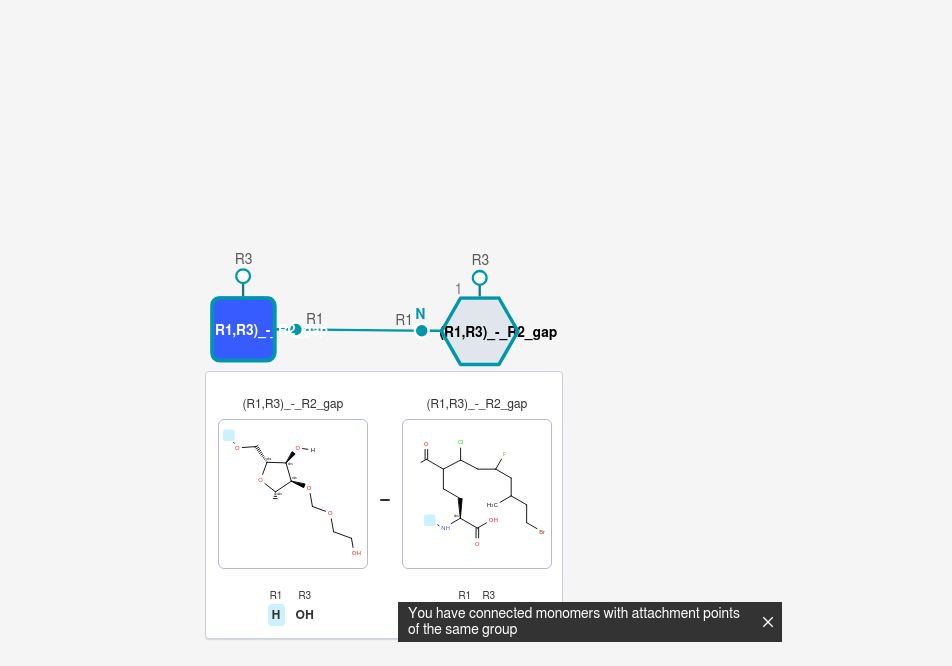 R3
R3
1
R1
R1
N
R1,R3)_-_R2_gap
(R1,R3)_-_R2_gap
(R1,R3)_-_R2_gap
(R1,R3)_-_R2_gap
O
O
H
O
O
O
OH
O
Cl
F
H₃C
NH
OH
O
Br
R1 R3
H OH
R1 R3
You have connected monomers with attachment points
of the same group